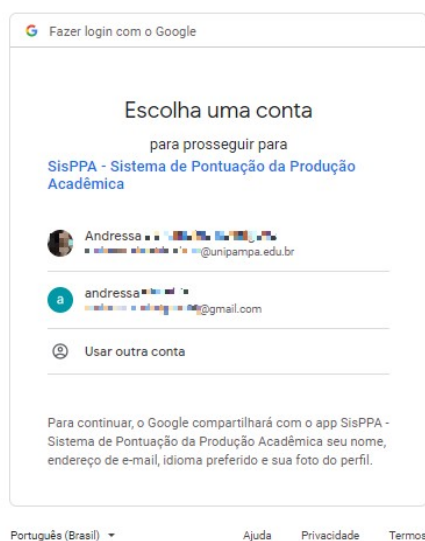 Fazer login com o Google
Escolha uma conta
para prosseguir para
SisPPA - Sistema de Pontuação da Produção
Acadêmica
Andressa
@unipampa.edu.br
a
andressa
@gmail.com
Usar outra conta
Para continuar, o Google compartilhará com o app SisPPA -
Sistema de Pontuação da Produção Acadêmica seu nome,
endereço de e-mail, idioma preferido e sua foto do perfil.
Português (Brasil) Ajuda Privacidade Termos